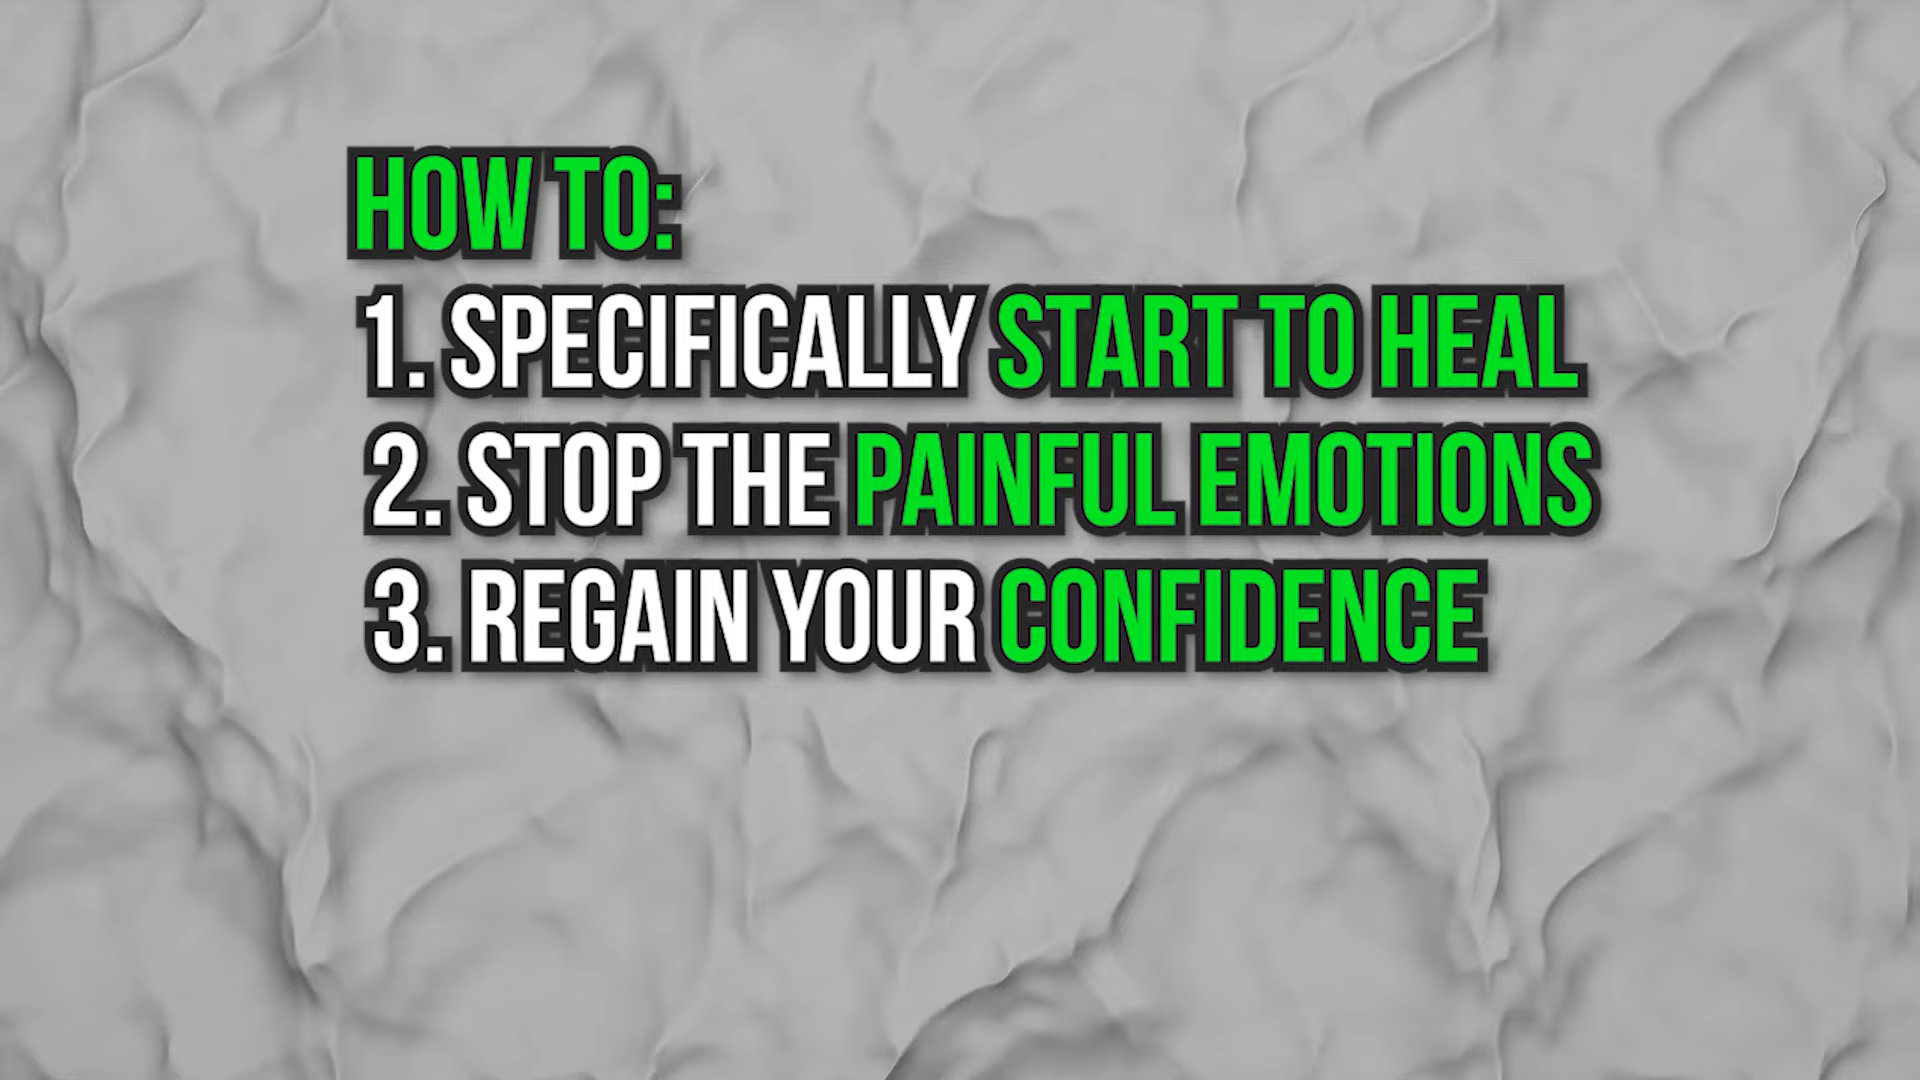 HOW TO:
1. SPECIFICALLY START TO HEAL
2. STOP THE PAINFUL EMOTIONS
3. REGAIN YOUR CONFIDENCE